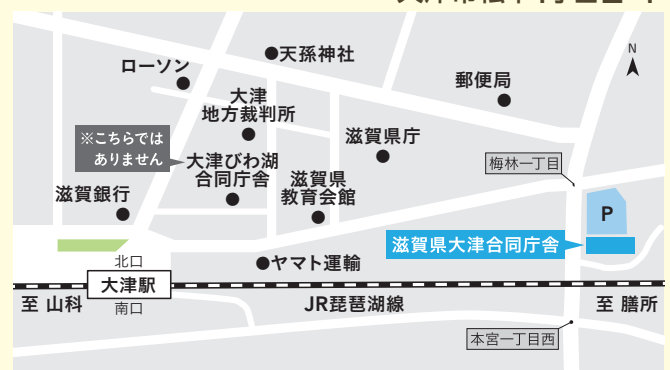 天孫神社
N
ローソン
郵便局
大津
地方裁判所
※こちらでは
ありません
滋賀県庁
大津びわ湖
合同庁舎
滋賀県
教育会館
梅林一丁目
滋賀銀行
P
滋賀県大津合同庁舎
北口
ヤマト運輸
大津駅
至 山科
南口
JR琵琶湖線
至 膳所
本宮一丁目西